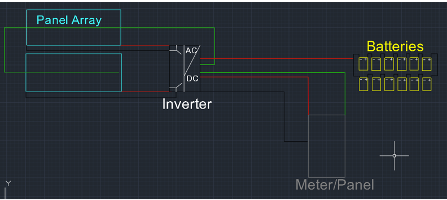 Panel Array
AC
Batteries
DC
Inverter
Meter/Panel
Y